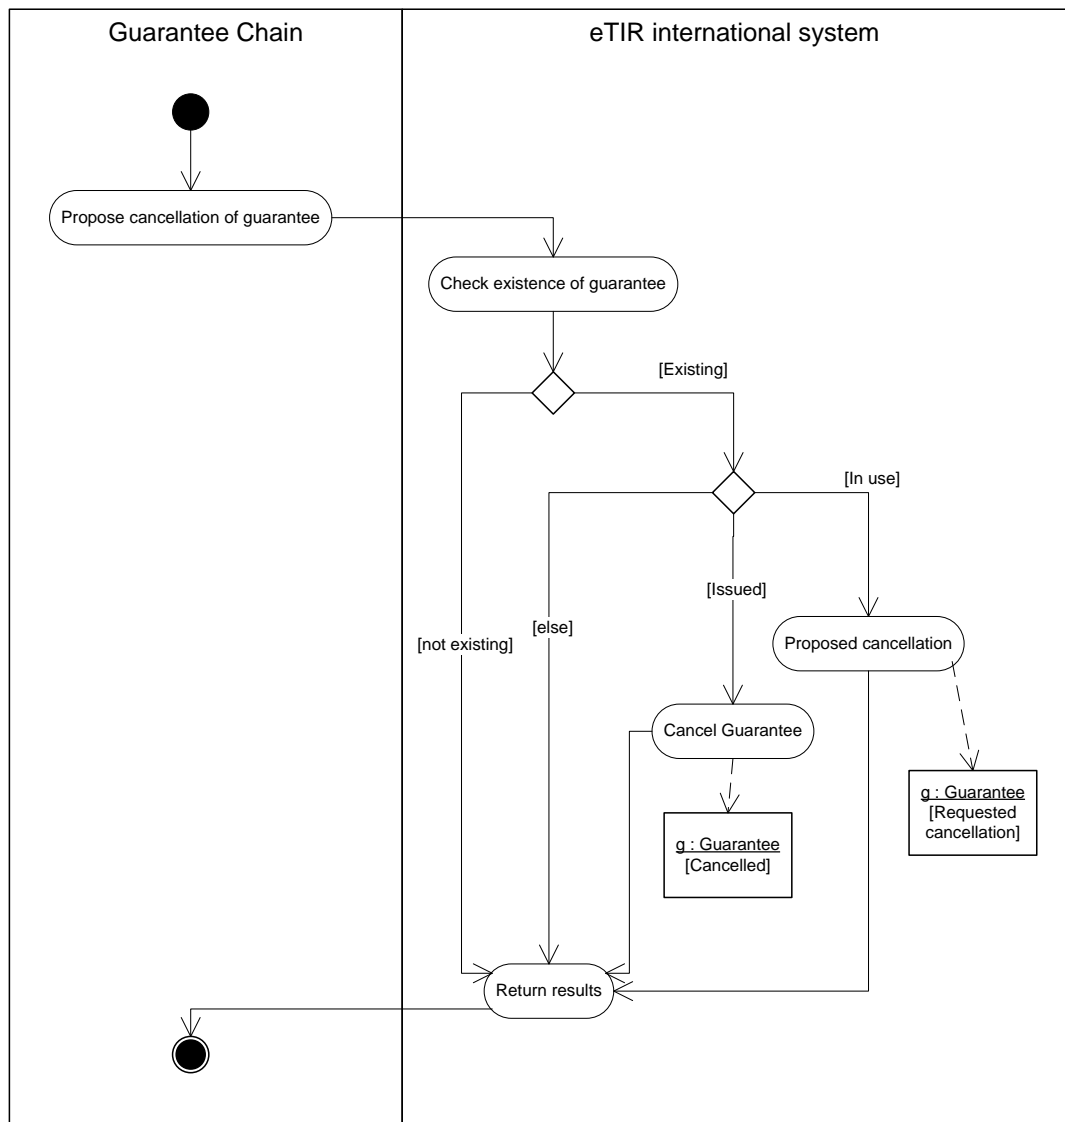 Guarantee Chain
eTIR international system
Propose cancellation of guarantee
Check existence of guarantee
[Existing]
[In use]
[Issued]
[else]
[not existing]
Proposed cancellation
Cancel Guarantee
g : Guarantee
[Requested
cancellation]
g : Guarantee
[Cancelled]
Return results